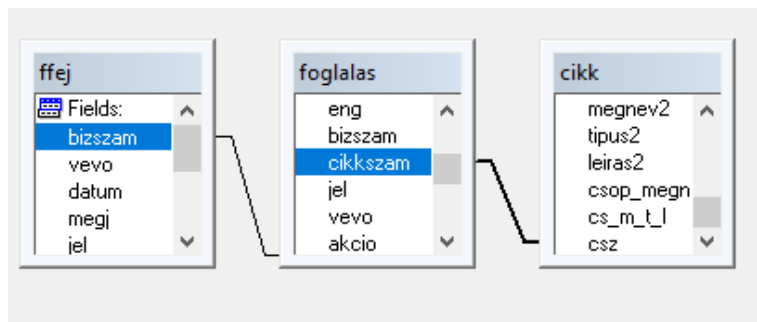 ffej
Fields:
bizszam
vevo
datum
megj
jel
foglalas
eng
bizszam
cikkszam
jel
vevo
akcio
cikk
megnev2
tipus2
leiras2
csop_megn
cs_m_t_l
csz